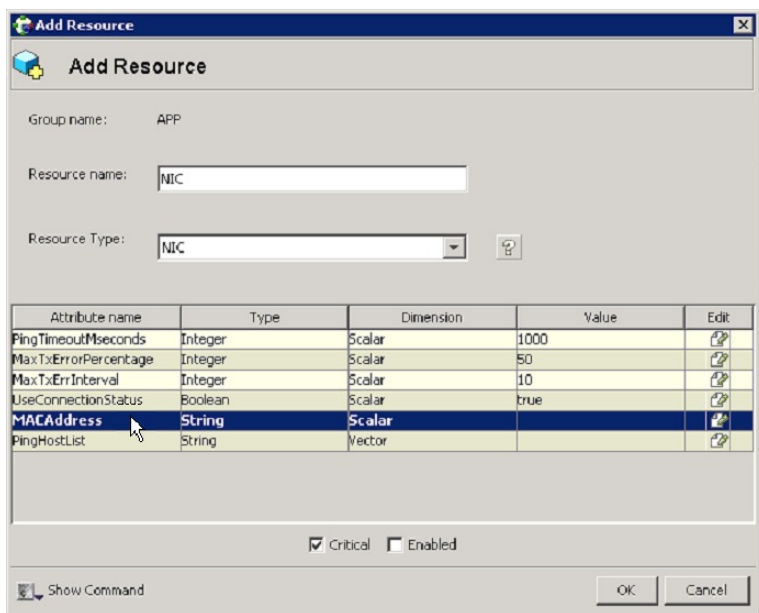 Add Resource
Add Resource
Group name: APP
Resource name: NIC
Resource Type: NIC
Attribute name Type Dimension Value Edit
PingTimeoutMseconds Integer Scalar 1000
MaxTxErrorPercentage Integer Scalar 50
MaxTxErrInterval Integer Scalar 10
UseConnectionStatus Boolean Scalar true
MACAddress String Scalar
PingHostList String Vector
Critical Enabled
Show Command OK Cancel